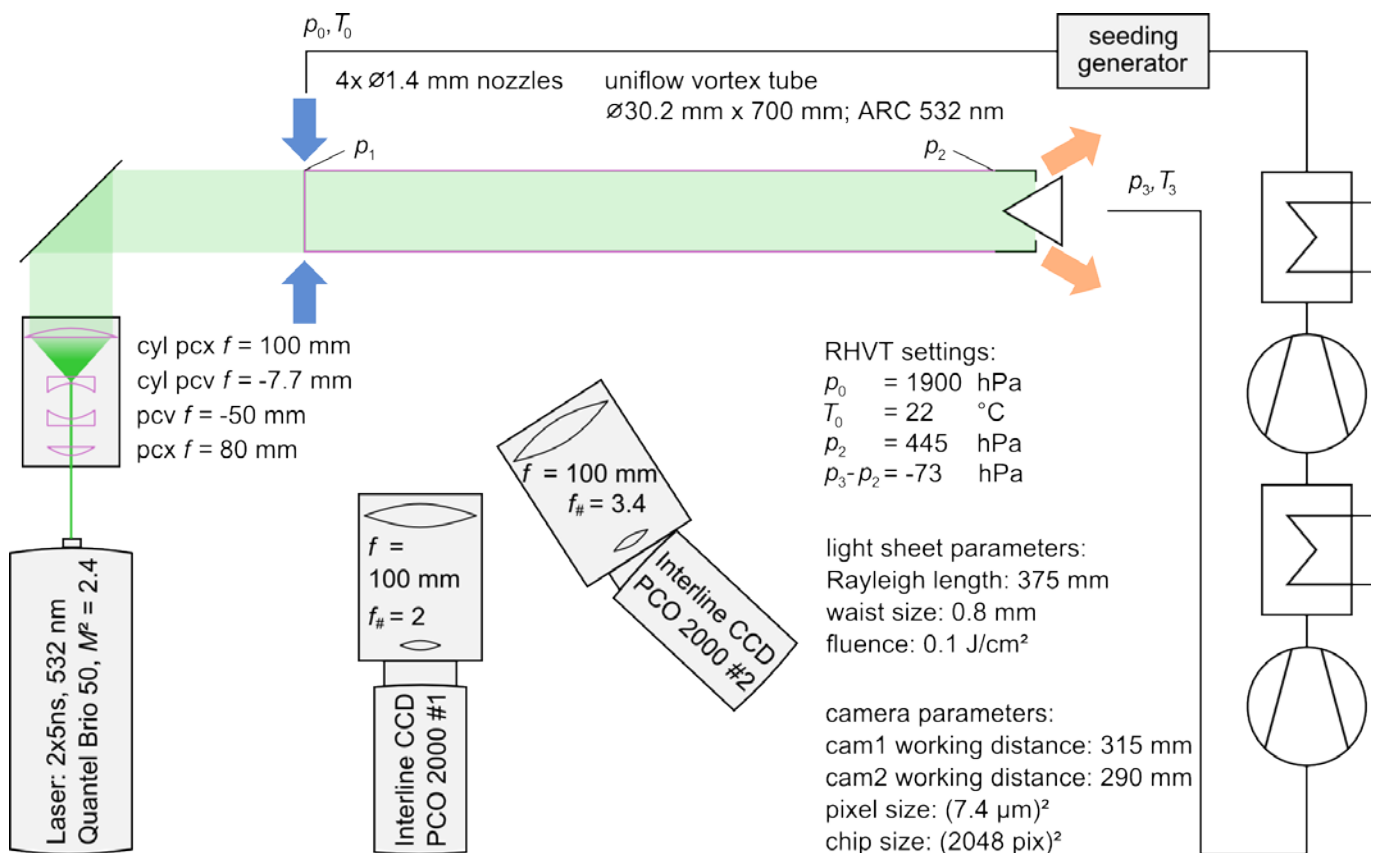 p₀, T₀
seeding
generator
4x ⌀1.4 mm nozzles
uniflow vortex tube
⌀30.2 mm x 700 mm; ARC 532 nm
p₁
p₂
p₃, T₃
cyl pcx f = 100 mm
cyl pcv f = -7.7 mm
pcv f = -50 mm
pcx f = 80 mm
Laser: 2x5ns, 532 nm
Quantel Brio 50, M² = 2.4
f =
100 mm
f# = 2
Interline CCD
PCO 2000 #1
f = 100 mm
f# = 3.4
Interline CCD
PCO 2000 #2
RHVT settings:
p₀ = 1900 hPa
T₀ = 22 °C
p₂ = 445 hPa
p₃-p₂ = -73 hPa
light sheet parameters:
Rayleigh length: 375 mm
waist size: 0.8 mm
fluence: 0.1 J/cm²
camera parameters:
cam1 working distance: 315 mm
cam2 working distance: 290 mm
pixel size: (7.4 µm)²
chip size: (2048 pix)²